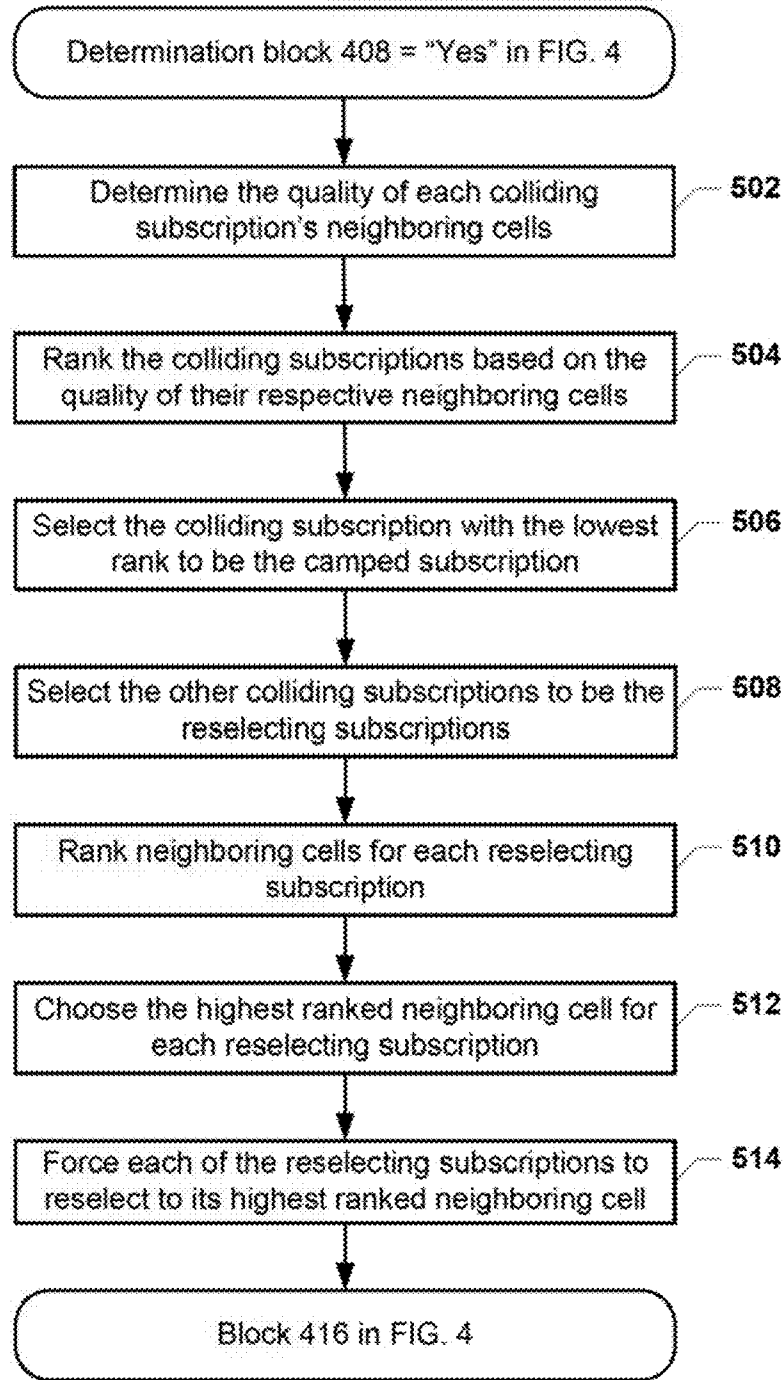 Determination block 408 = "Yes" in FIG. 4
Determine the quality of each colliding
subscription's neighboring cells
502
Rank the colliding subscriptions based on the
quality of their respective neighboring cells
504
Select the colliding subscription with the lowest
rank to be the camped subscription
506
Select the other colliding subscriptions to be the
reselecting subscriptions
508
Rank neighboring cells for each reselecting
subscription
510
Choose the highest ranked neighboring cell for
each reselecting subscription
512
Force each of the reselecting subscriptions to
reselect to its highest ranked neighboring cell
514
Block 416 in FIG. 4